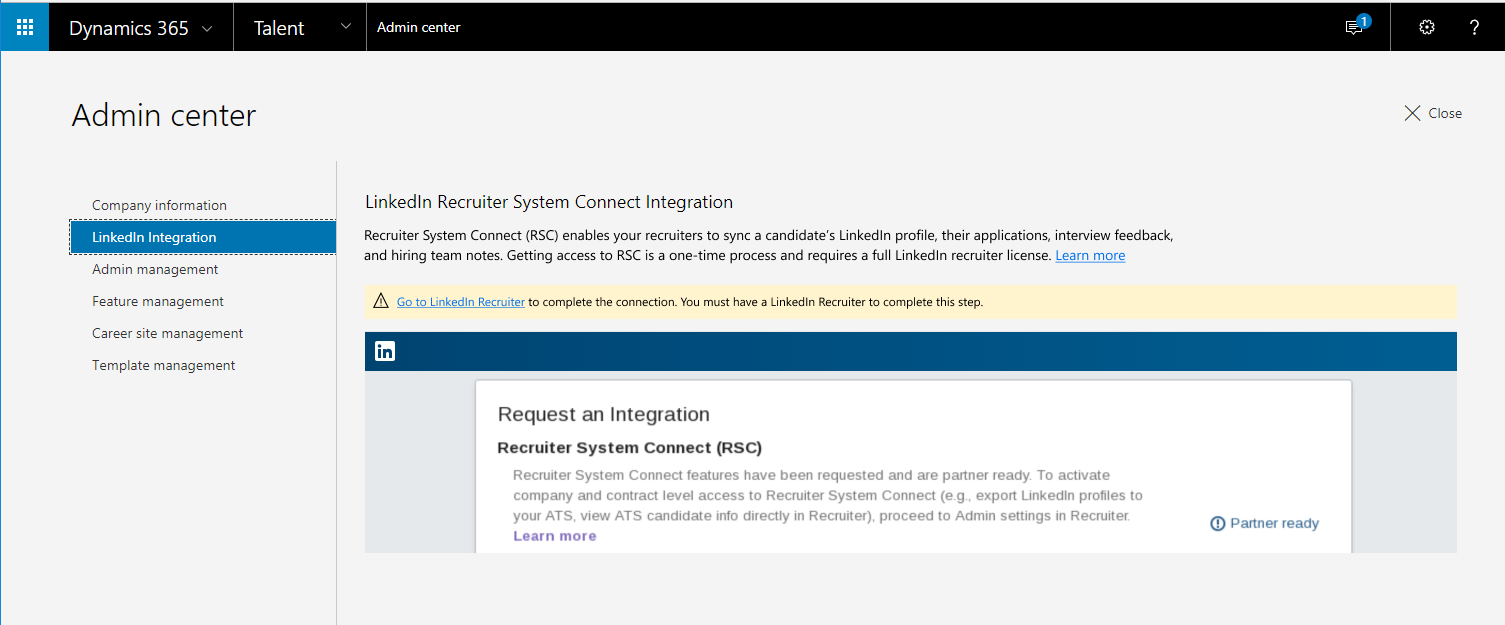 Dynamics 365
Talent
Admin center
1
?
Admin center
Close
Company information
LinkedIn Integration
Admin management
Feature management
Career site management
Template management
LinkedIn Recruiter System Connect Integration
Recruiter System Connect (RSC) enables your recruiters to sync a candidate's LinkedIn profile, their applications, interview feedback,
and hiring team notes. Getting access to RSC is a one-time process and requires a full LinkedIn recruiter license. Learn more
Go to LinkedIn Recruiter to complete the connection. You must have a LinkedIn Recruiter to complete this step.
in
Request an Integration
Recruiter System Connect (RSC)
Recruiter System Connect features have been requested and are partner ready. To activate
company and contract level access to Recruiter System Connect (e.g., export LinkedIn profiles to
your ATS, view ATS candidate info directly in Recruiter), proceed to Admin settings in Recruiter.
Learn more
Partner ready